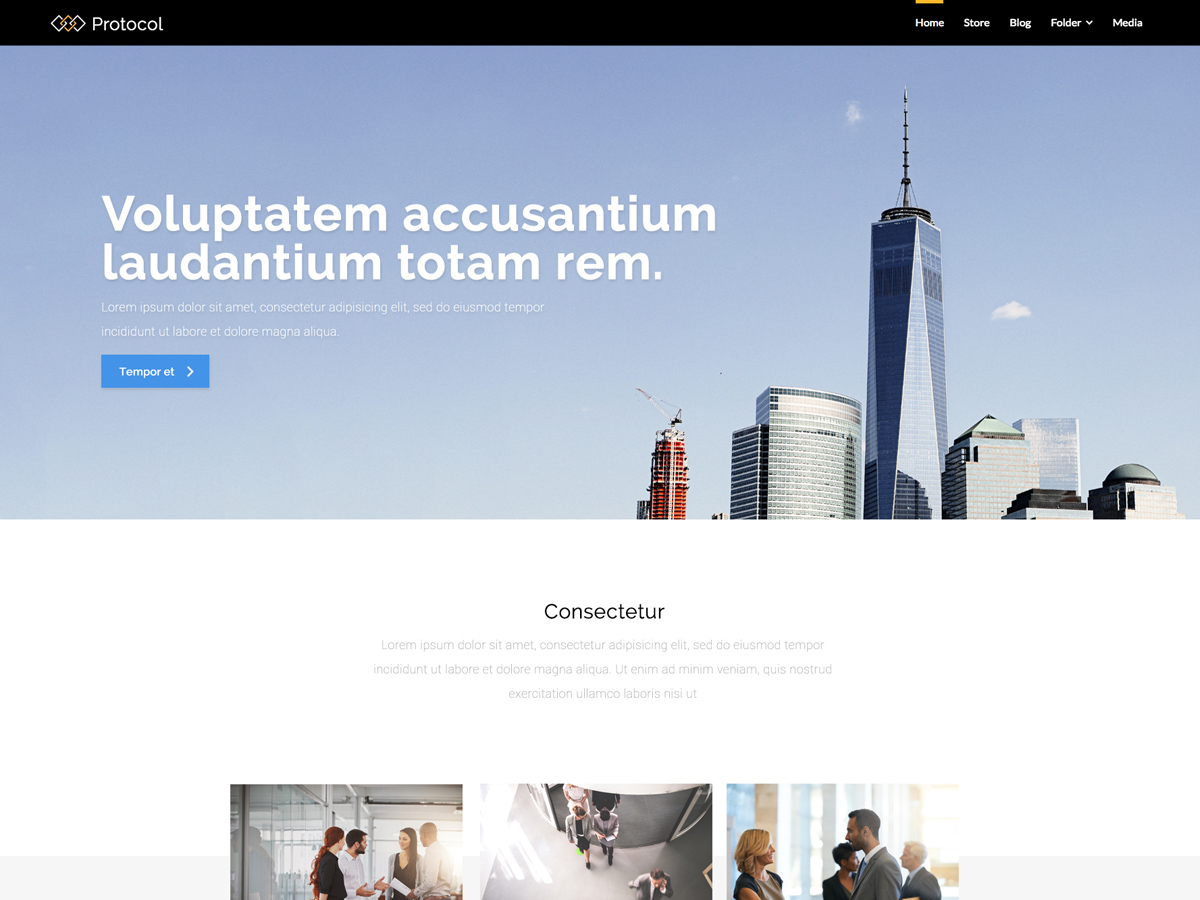 Protocol
Home Store Blog Folder Media
Voluptatem accusantium
laudantium totam rem.
Lorem ipsum dolor sit amet, consectetur adipisicing elit, sed do eiusmod tempor
incididunt ut labore et dolore magna aliqua.
Tempor et
Consectetur
Lorem ipsum dolor sit amet, consectetur adipisicing elit, sed do eiusmod tempor
incididunt ut labore et dolore magna aliqua. Ut enim ad minim veniam, quis nostrud
exercitation ullamco laboris nisi ut